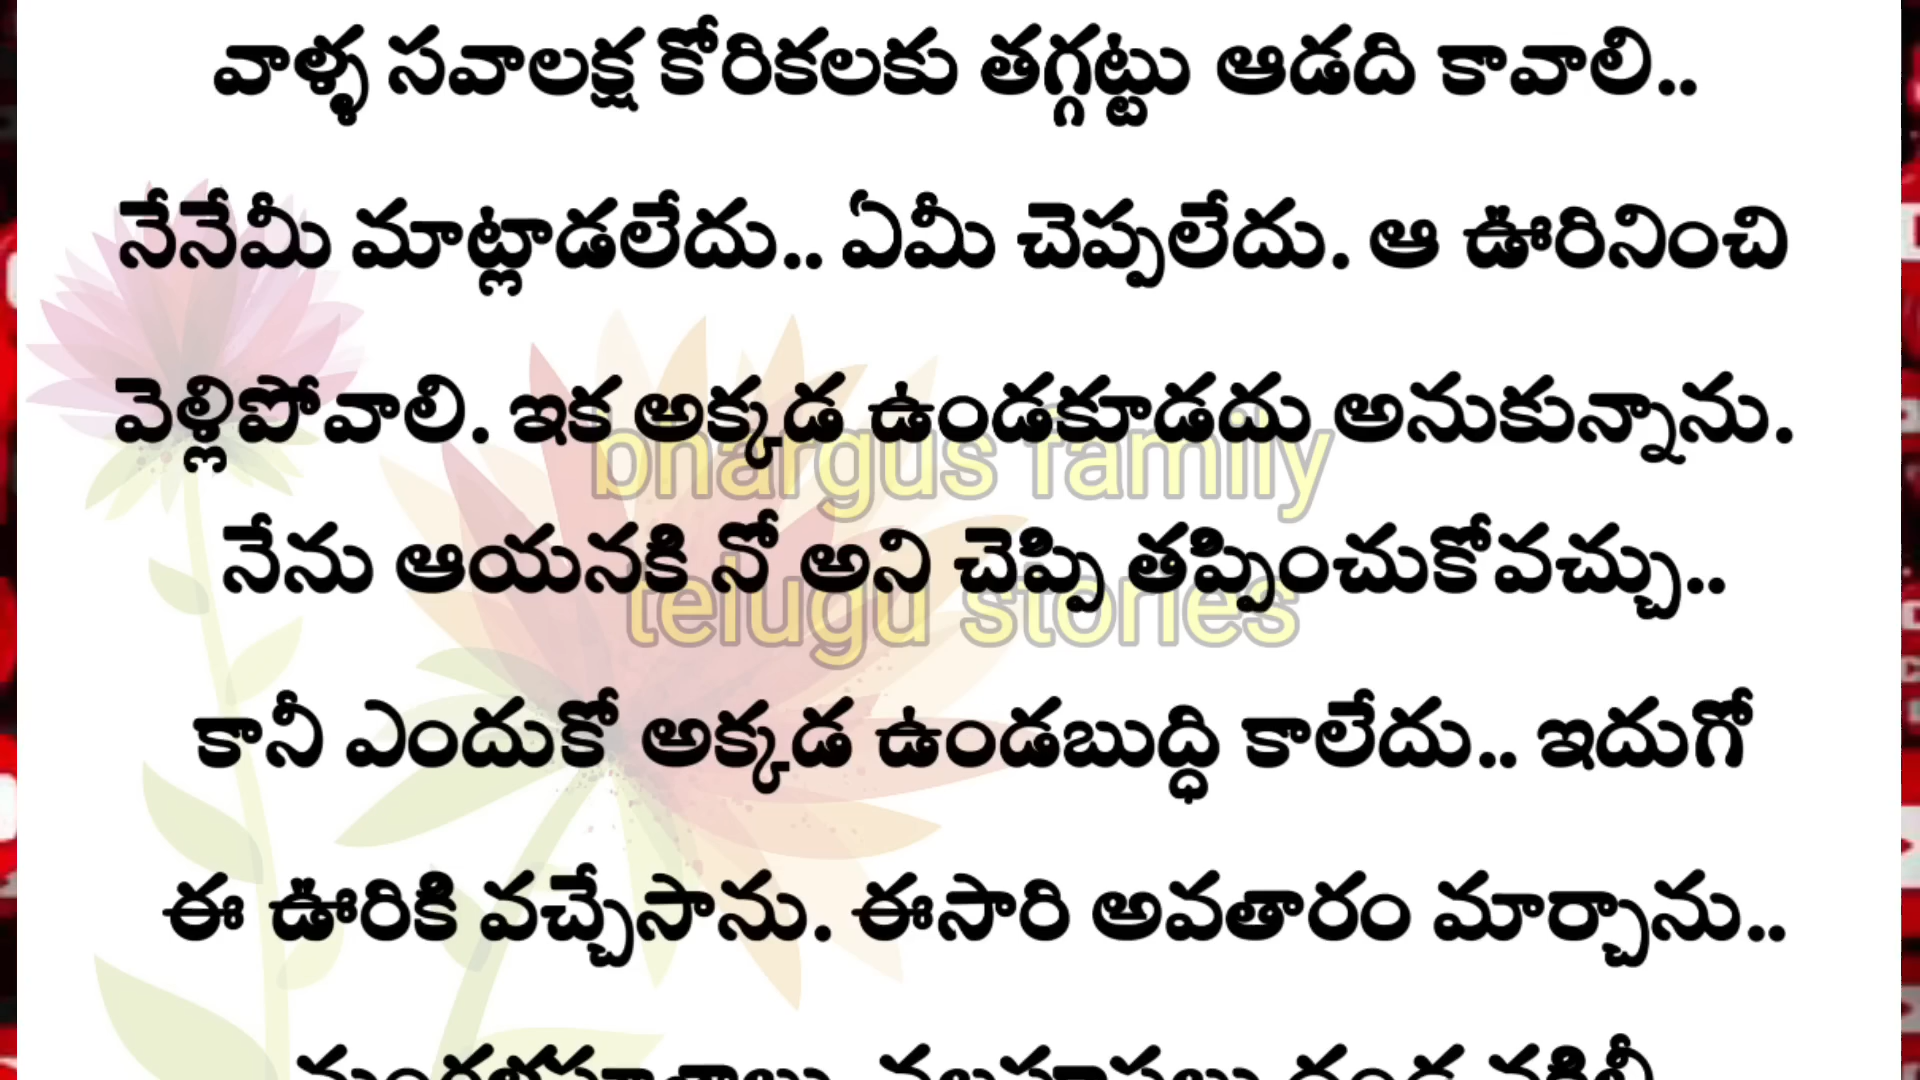 వాళ్ళ సవాలక్ష కోరికలకు తగ్గట్టు ఆడది కావాలి..
నేనేమీ మాట్లాడలేదు.. ఏమీ చెప్పలేదు. ఆ ఊరినించి
వెళ్లిపోవాలి. ఇక అక్కడ ఉండకూడదు అనుకున్నాను.
bhargus family
నేను ఆయనకి నో అని చెప్పి తప్పించుకోవచ్చు..
telugu stories
కానీ ఎందుకో అక్కడ ఉండబుద్ధి కాలేదు.. ఇదుగో
ఈ ఊరికి వచ్చేసాను. ఈసారి అవతారం మార్చాను..